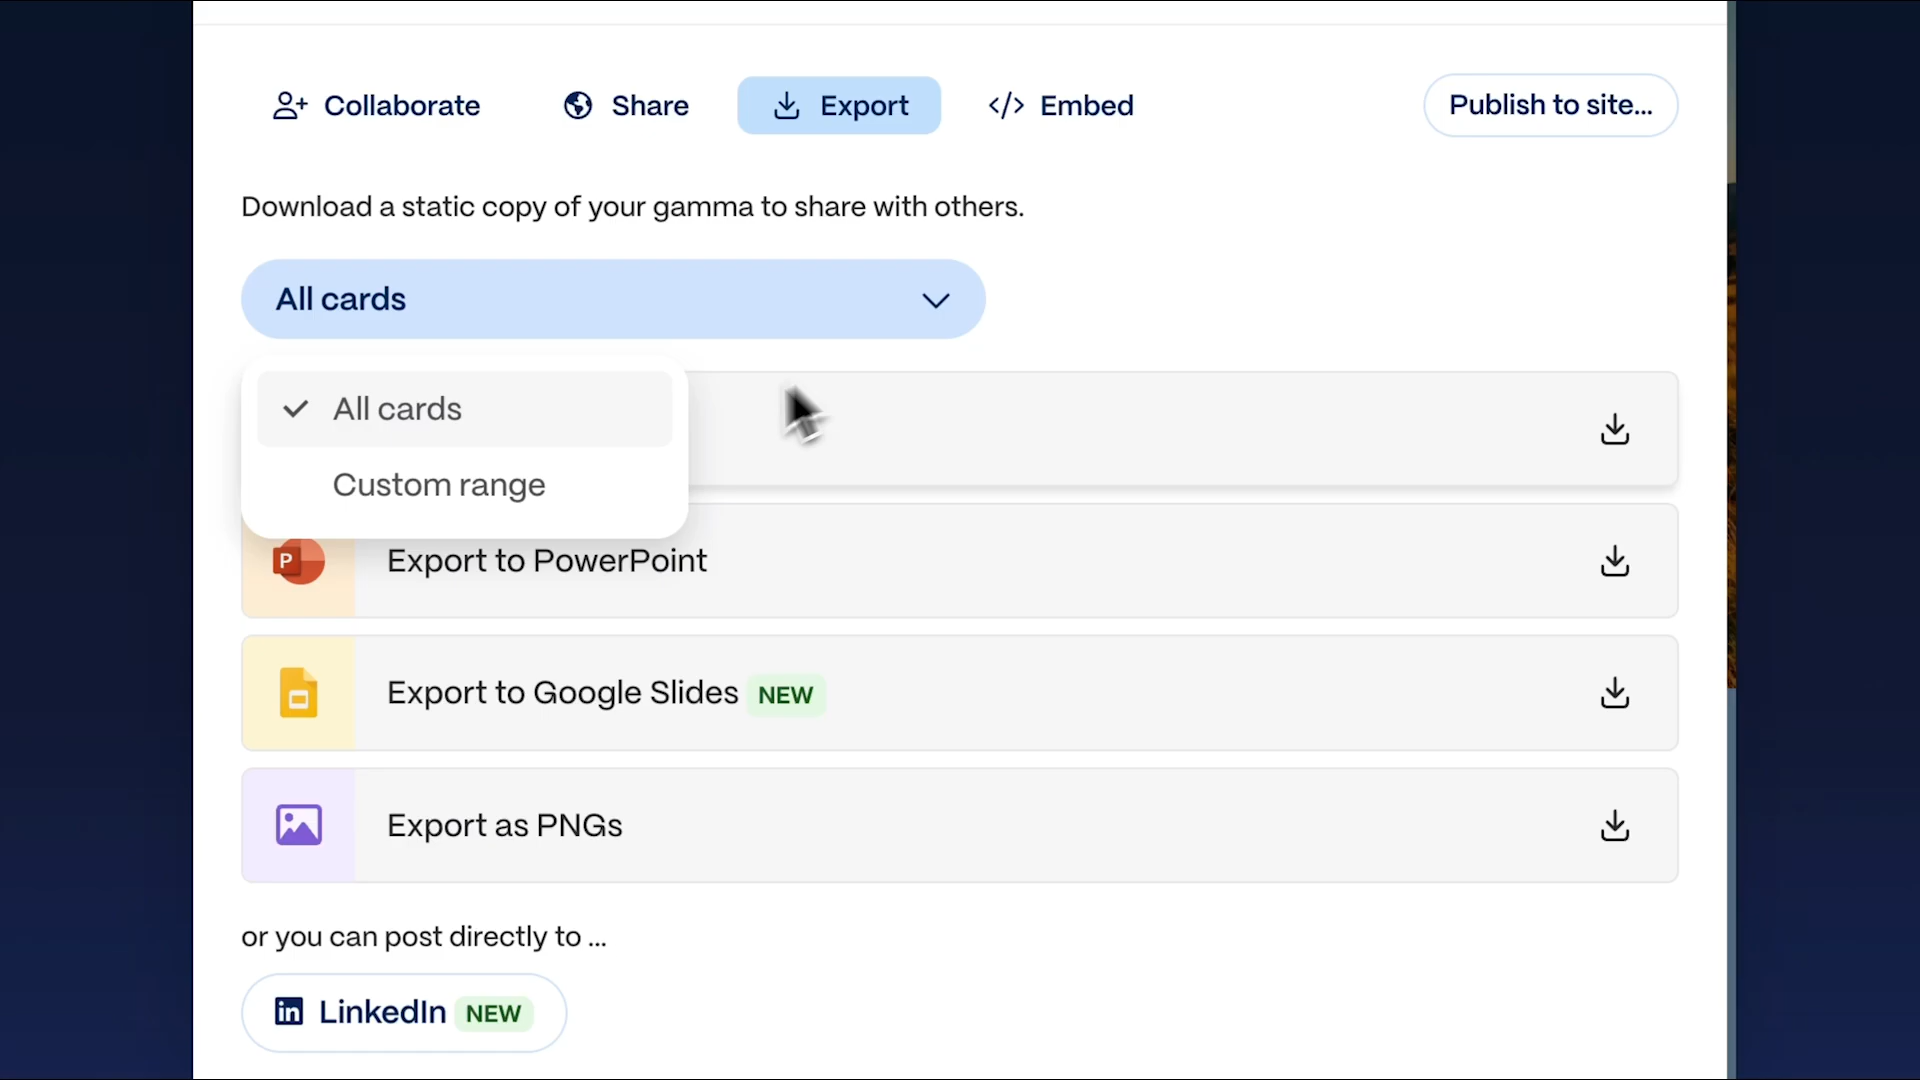 Collaborate
Share
Export
Embed
Publish to site...
Download a static copy of your gamma to share with others.
All cards
All cards
Custom range
P
Export to PowerPoint
Export to Google Slides NEW
Export as PNGs
or you can post directly to ...
in LinkedIn NEW